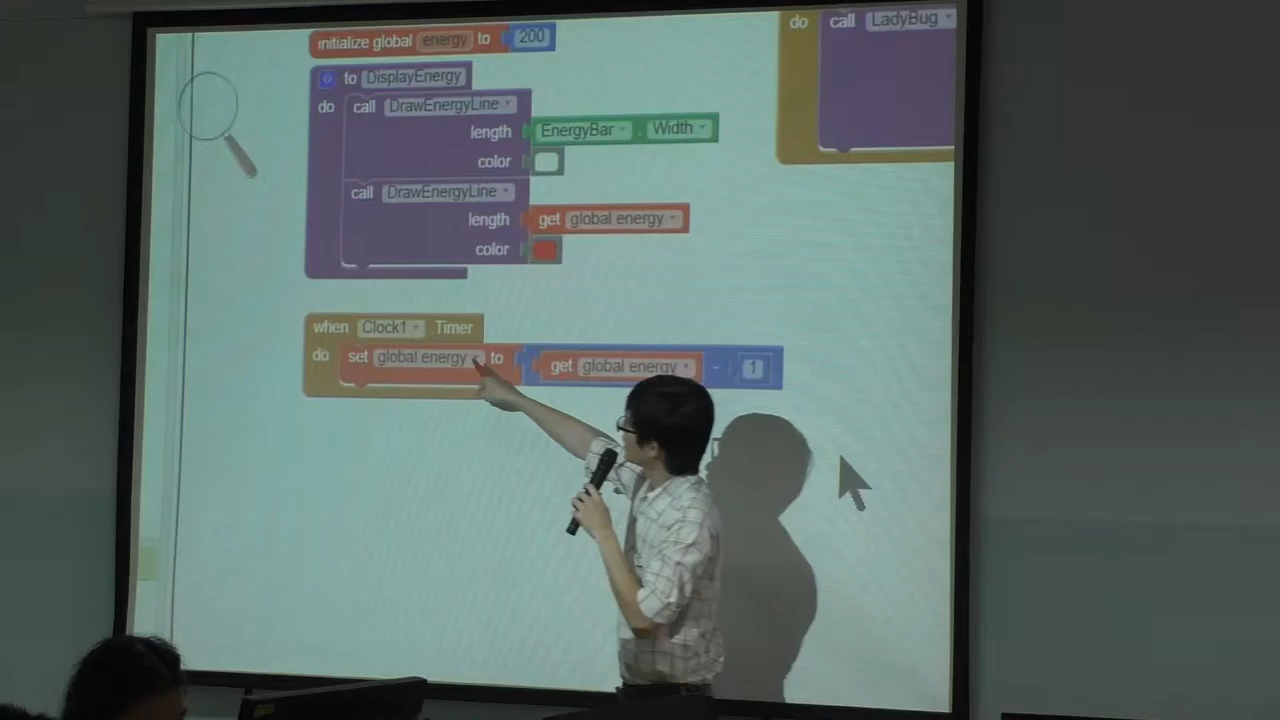 initialize global energy to 200
to DisplayEnergy
do call DrawEnergyLine
length EnergyBar . Width
color
call DrawEnergyLine
length get global energy
color
when Clock1 .Timer
do set global energy to get global energy - 1
do call LadyBug